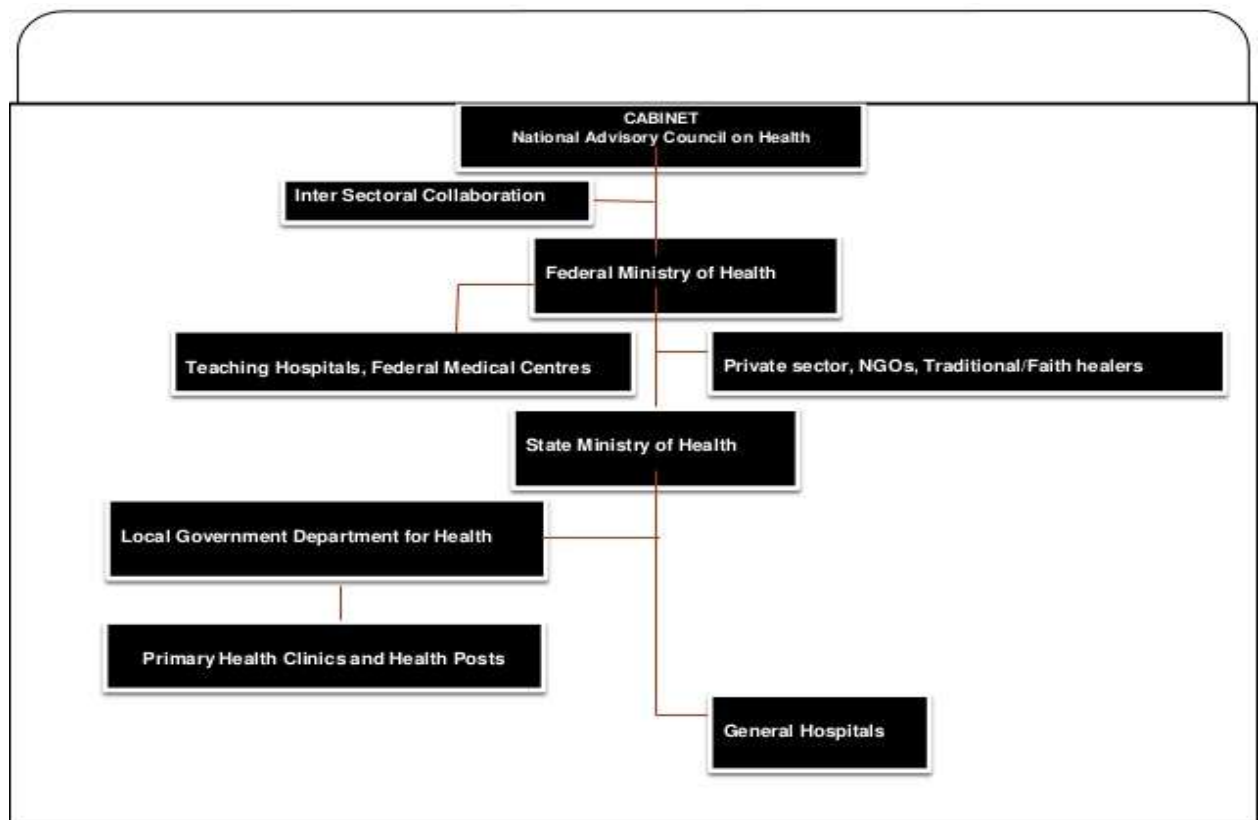 CABINET
National Advisory Council on Health
Inter Sectoral Collaboration
Federal Ministry of Health
Teaching Hospitals, Federal Medical Centres
Private sector, NGOs, Traditional/Faith healers
State Ministry of Health
Local Government Department for Health
Primary Health Clinics and Health Posts
General Hospitals